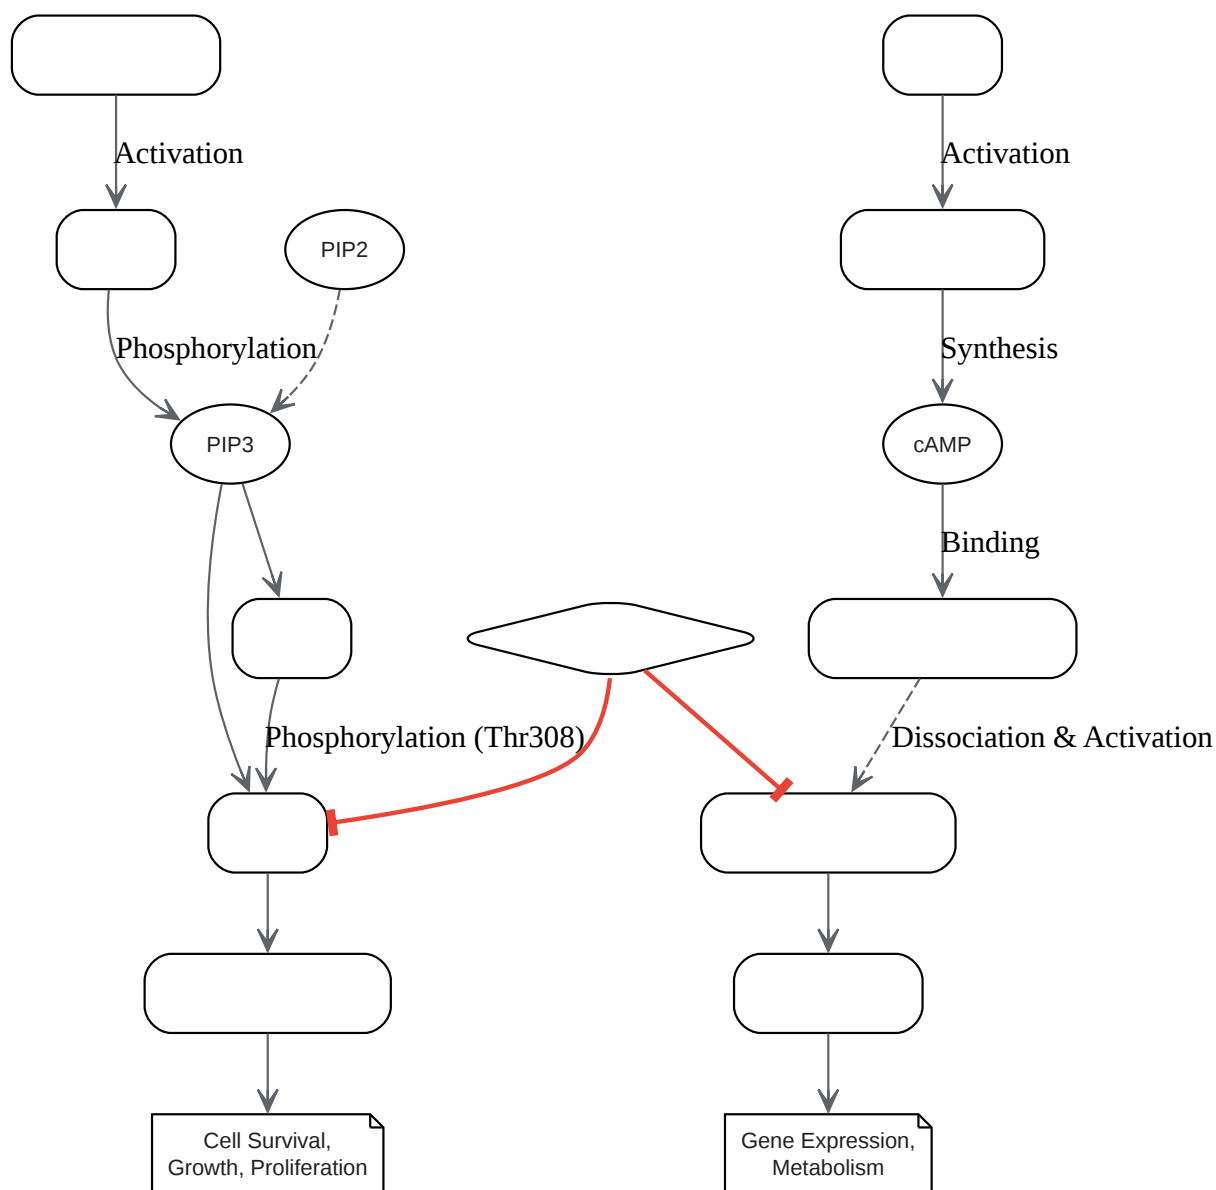 Activation
Activation
PIP2
Phosphorylation
Synthesis
PIP3
cAMP
Binding
Phosphorylation (Thr308)
Dissociation & Activation
Cell Survival,
Growth, Proliferation
Gene Expression,
Metabolism